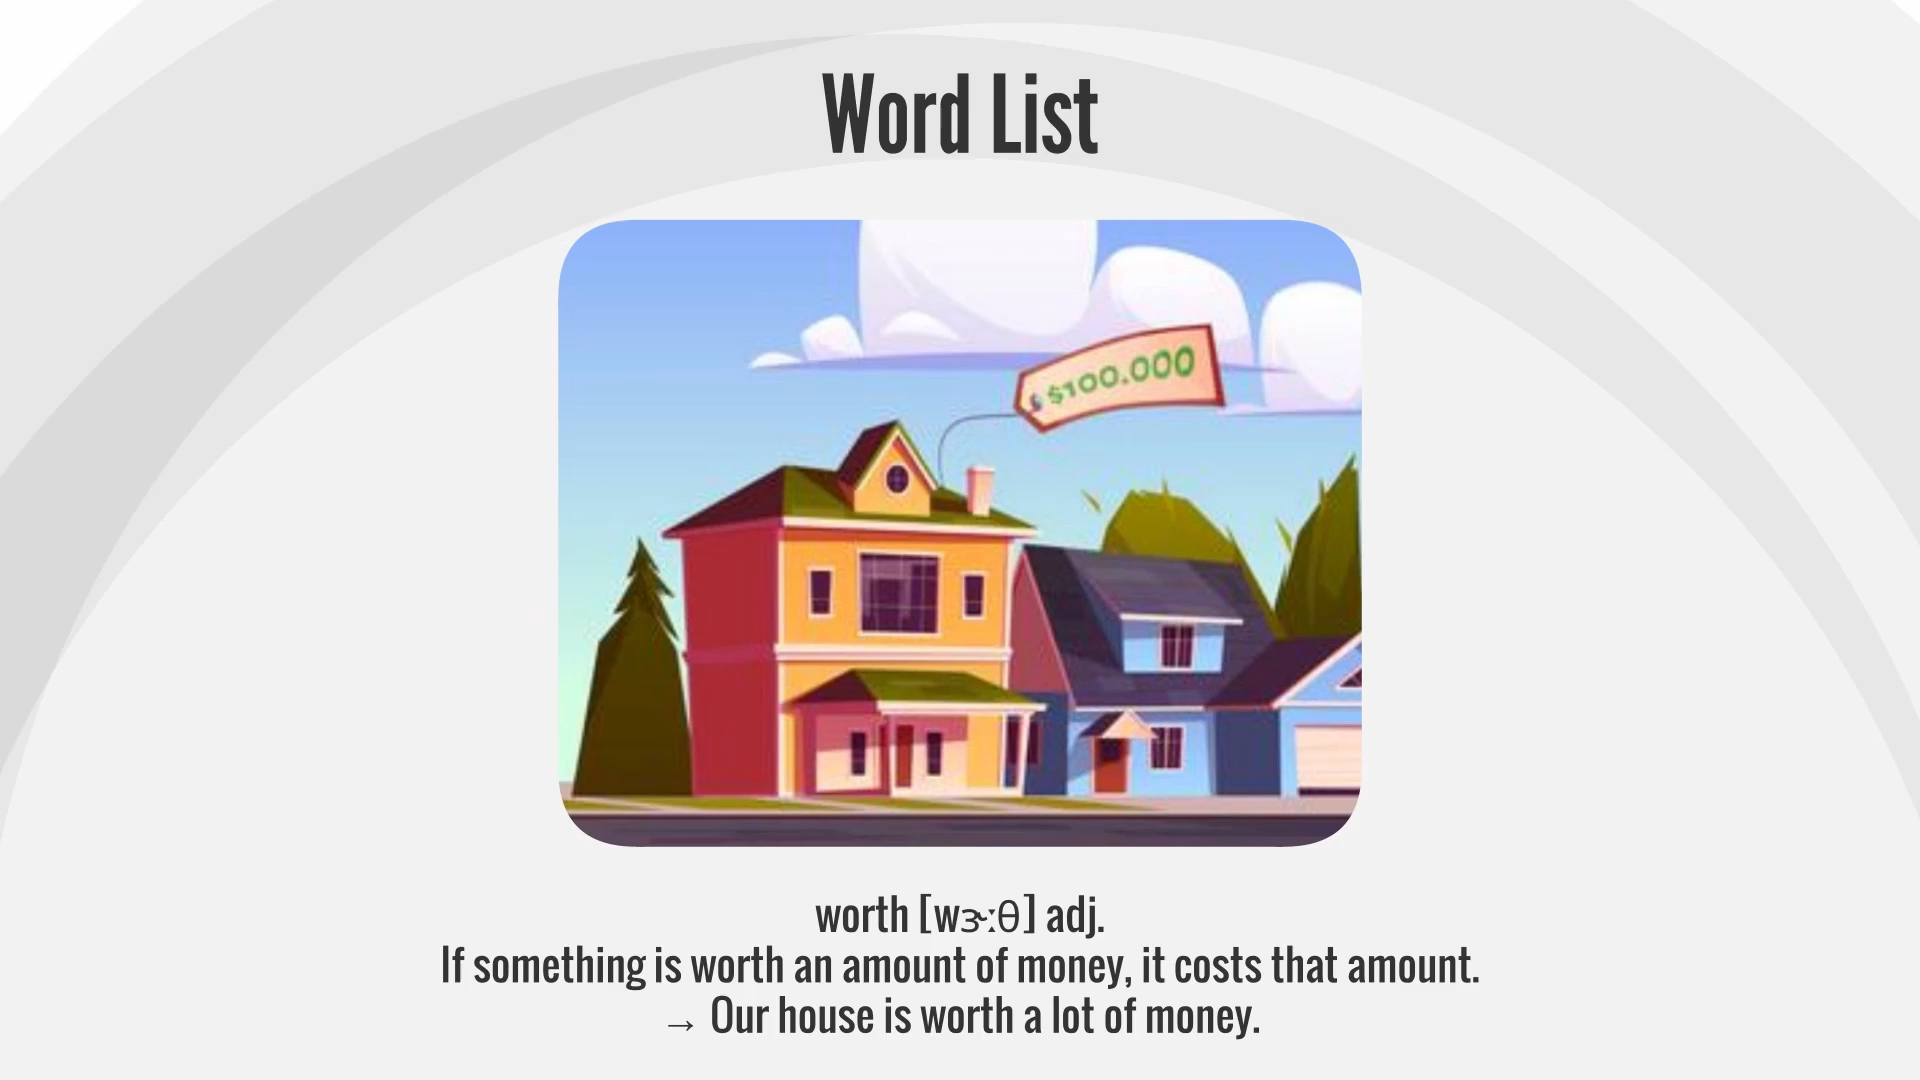 Word List
$100.000
worth [wɝːθ] adj.
If something is worth an amount of money, it costs that amount.
→ Our house is worth a lot of money.